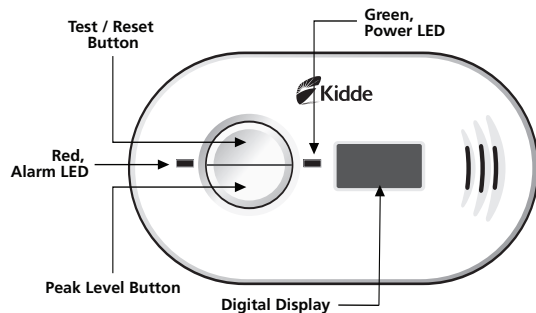 Test / Reset
Button
Green,
Power LED
Kidde
Red,
Alarm LED
Peak Level Button
Digital Display